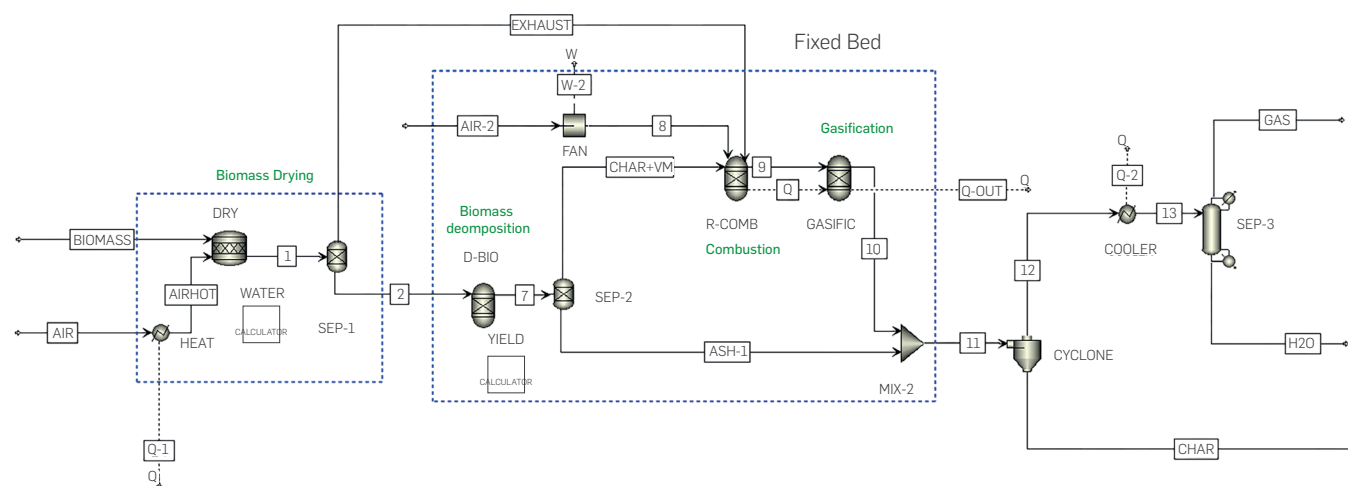 EXHAUST
Fixed Bed
W
W-2
AIR-2
8
FAN
Gasification
GAS
CHAR+VM
9
Q
Q-OUT
Q
R-COMB
GASIFIC
Combustion
Biomass Drying
DRY
BIOMASS
1
AIRHOT
WATER
CALCULATOR
SEP-1
AIR
HEAT
Q-1
Q
2
Biomass
deomposition
D-BIO
7
SEP-2
YIELD
CALCULATOR
ASH-1
10
MIX-2
11
CYCLONE
12
Q
Q-2
COOLER
13
SEP-3
H2O
CHAR